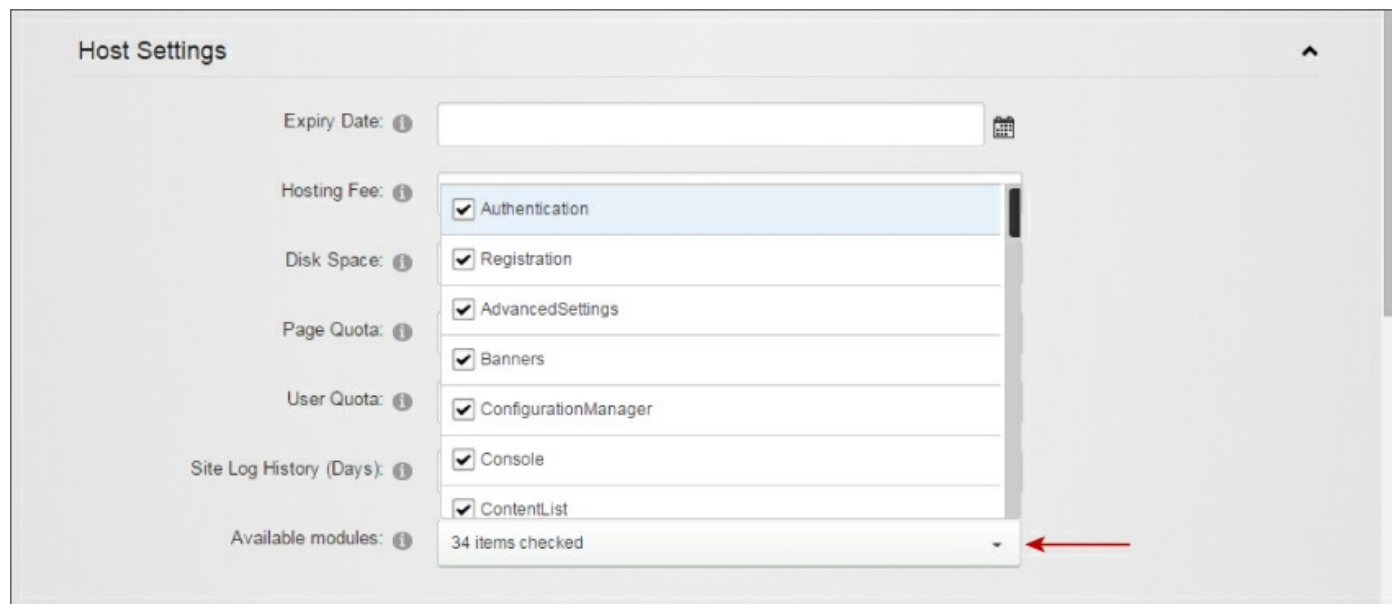 Host Settings
Expiry Date:
Hosting Fee:
Authentication
Disk Space:
Registration
AdvancedSettings
Page Quota:
Banners
User Quota:
ConfigurationManager
Site Log History (Days):
Console
ContentList
Available modules:
34 items checked